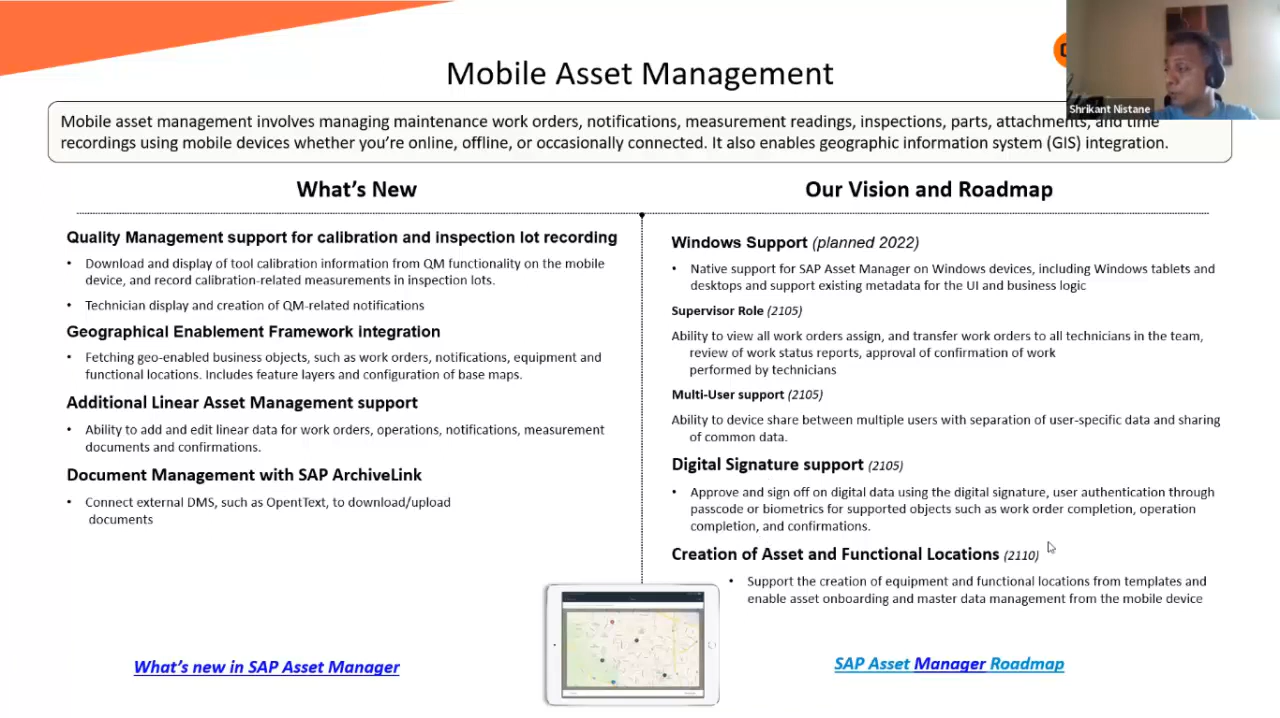 Mobile Asset Management
Shrikant Nistane
Mobile asset management involves managing maintenance work orders, notifications, measurement readings, inspections, parts, attachments, and time
recordings using mobile devices whether you're online, offline, or occasionally connected. It also enables geographic information system (GIS) integration.
What's New
Quality Management support for calibration and inspection lot recording
• Download and display of tool calibration information from QM functionality on the mobile
device, and record calibration-related measurements in inspection lots.
• Technician display and creation of QM-related notifications
Geographical Enablement Framework integration
• Fetching geo-enabled business objects, such as work orders, notifications, equipment and
functional locations. Includes feature layers and configuration of base maps.
Additional Linear Asset Management support
• Ability to add and edit linear data for work orders, operations, notifications, measurement
documents and confirmations.
Document Management with SAP ArchiveLink
• Connect external DMS, such as OpenText, to download/upload
documents
What's new in SAP Asset Manager
Our Vision and Roadmap
Windows Support (planned 2022)
• Native support for SAP Asset Manager on Windows devices, including Windows tablets and
desktops and support existing metadata for the UI and business logic
Supervisor Role (2105)
Ability to view all work orders assign, and transfer work orders to all technicians in the team,
review of work status reports, approval of confirmation of work
performed by technicians
Multi-User support (2105)
Ability to device share between multiple users with separation of user-specific data and sharing
of common data.
Digital Signature support (2105)
• Approve and sign off on digital data using the digital signature, user authentication through
passcode or biometrics for supported objects such as work order completion, operation
completion, and confirmations.
Creation of Asset and Functional Locations (2110)
• Support the creation of equipment and functional locations from templates and
enable asset onboarding and master data management from the mobile device
SAP Asset Manager Roadmap